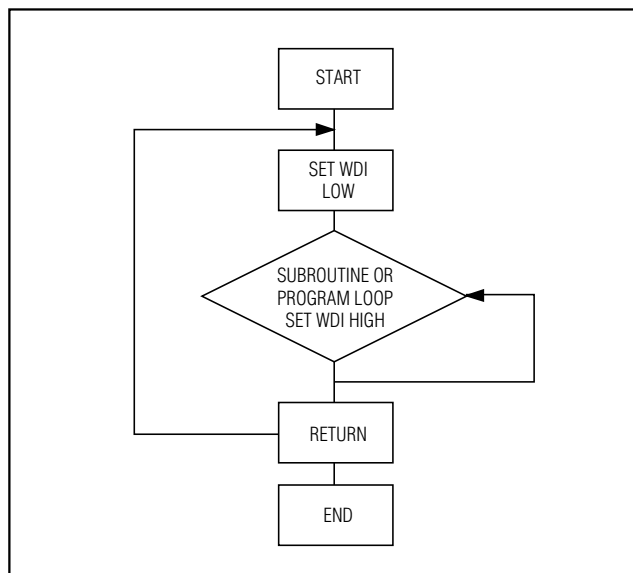 START
SET WDI
LOW
SUBROUTINE OR
PROGRAM LOOP
SET WDI HIGH
RETURN
END